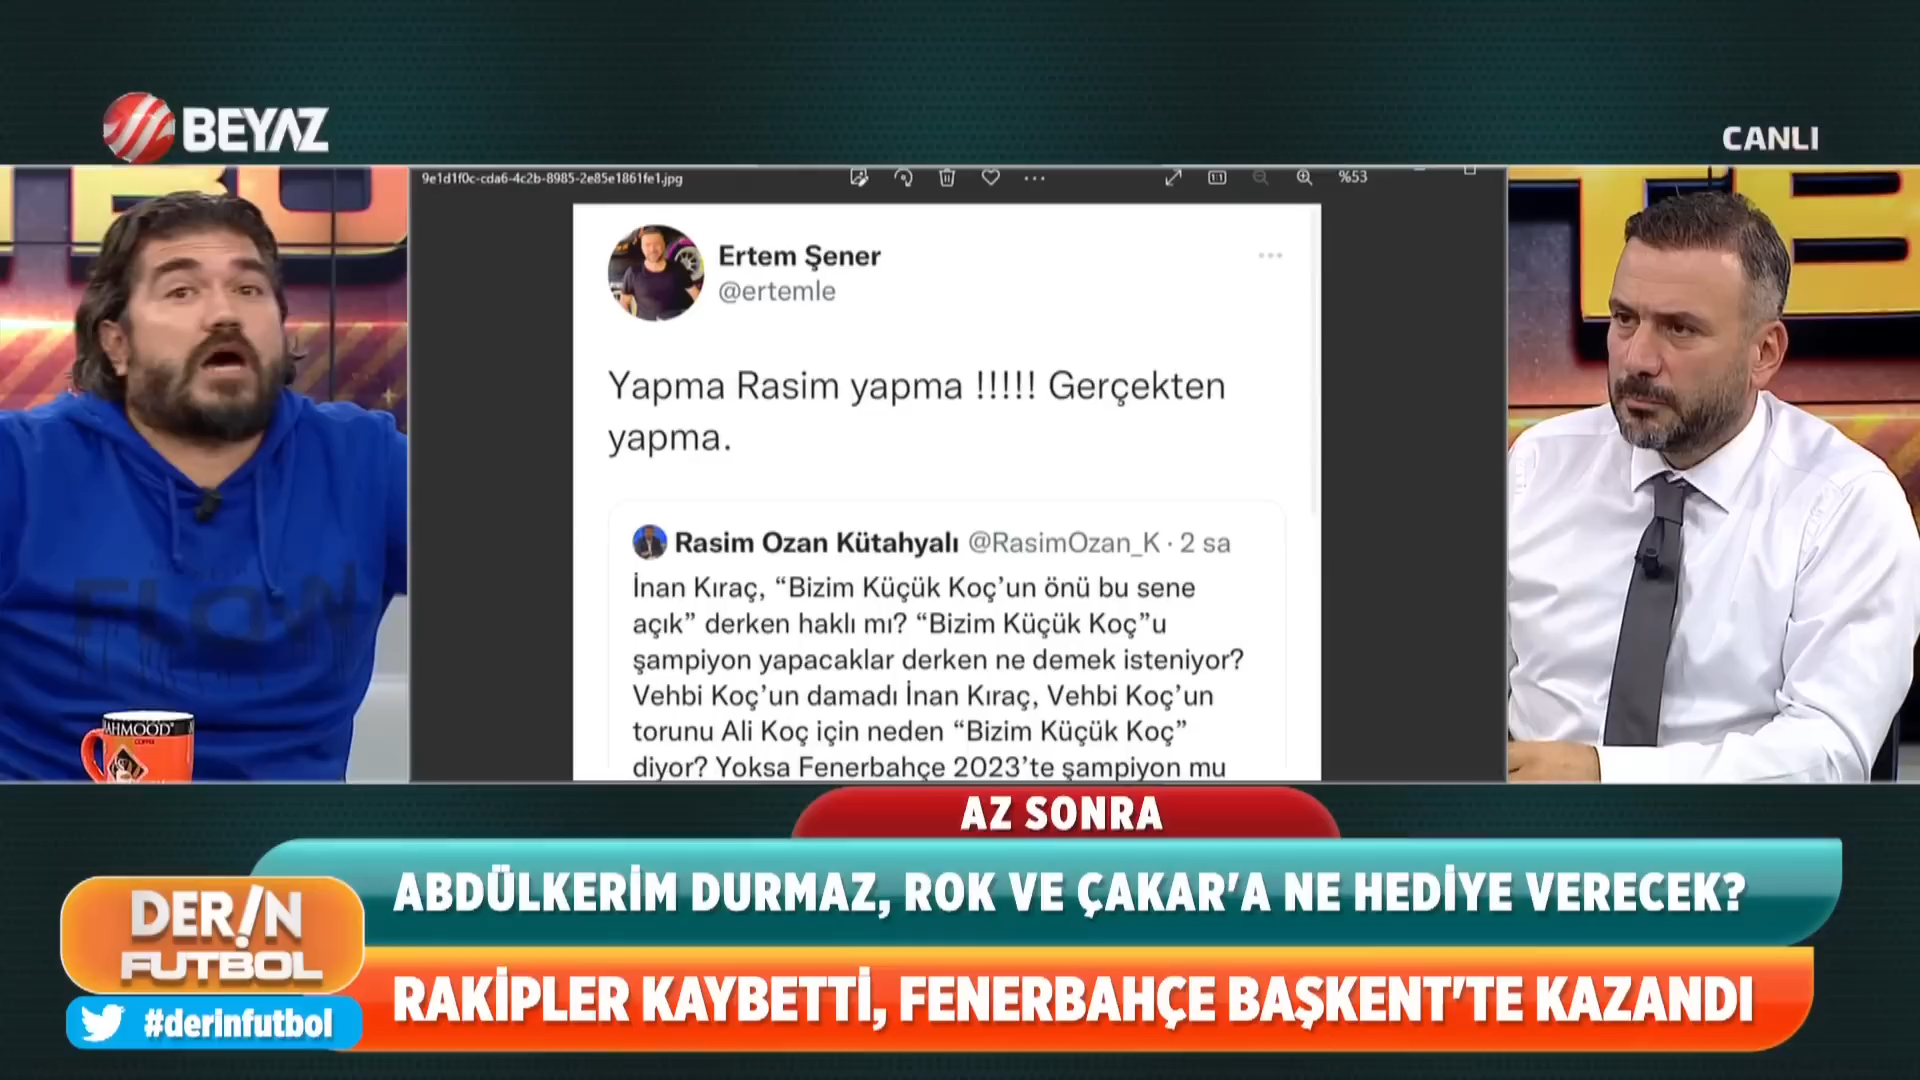 BEYAZ
CANLI
9e1d1f0c-cda6-4c2b-8985-2e85e1861fe1.jpg
%53
Ertem Şener
@ertemle
Yapma Rasim yapma !!!!! Gerçekten
yapma.
Rasim Ozan Kütahyalı @RasimOzan_K · 2 sa
İnan Kıraç, “Bizim Küçük Koç’un önü bu sene
açık” derken haklı mı? “Bizim Küçük Koç”u
şampiyon yapacaklar derken ne demek isteniyor?
Vehbi Koç’un damadı İnan Kıraç, Vehbi Koç’un
torunu Ali Koç için neden “Bizim Küçük Koç”
diyor? Yoksa Fenerbahçe 2023’te şampiyon mu
FLOW
AHMOOD
COFFEE
AZ SONRA
ABDÜLKERİM DURMAZ, ROK VE ÇAKAR'A NE HEDİYE VERECEK?
DERİN
FUTBOL
RAKİPLER KAYBETTİ, FENERBAHÇE BAŞKENT'TE KAZANDI
#derinfutbol